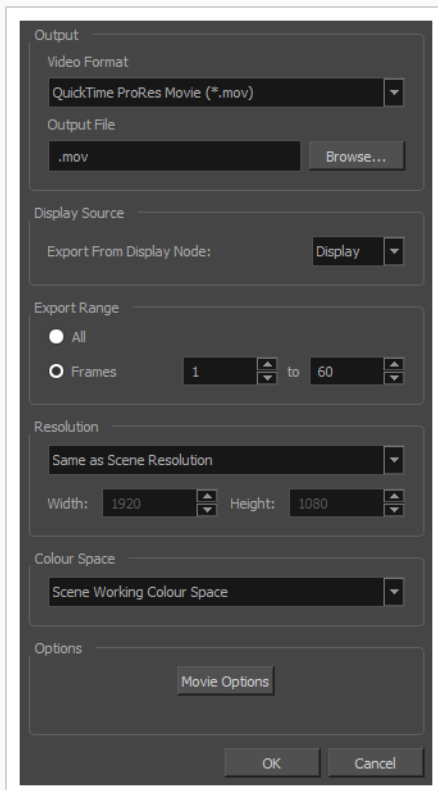 Output
Video Format
QuickTime ProRes Movie (*.mov)
Output File
.mov Browse...
Display Source
Export From Display Node: Display
Export Range
All
Frames 1 to 60
Resolution
Same as Scene Resolution
Width: 1920 Height: 1080
Colour Space
Scene Working Colour Space
Options
Movie Options
OK Cancel